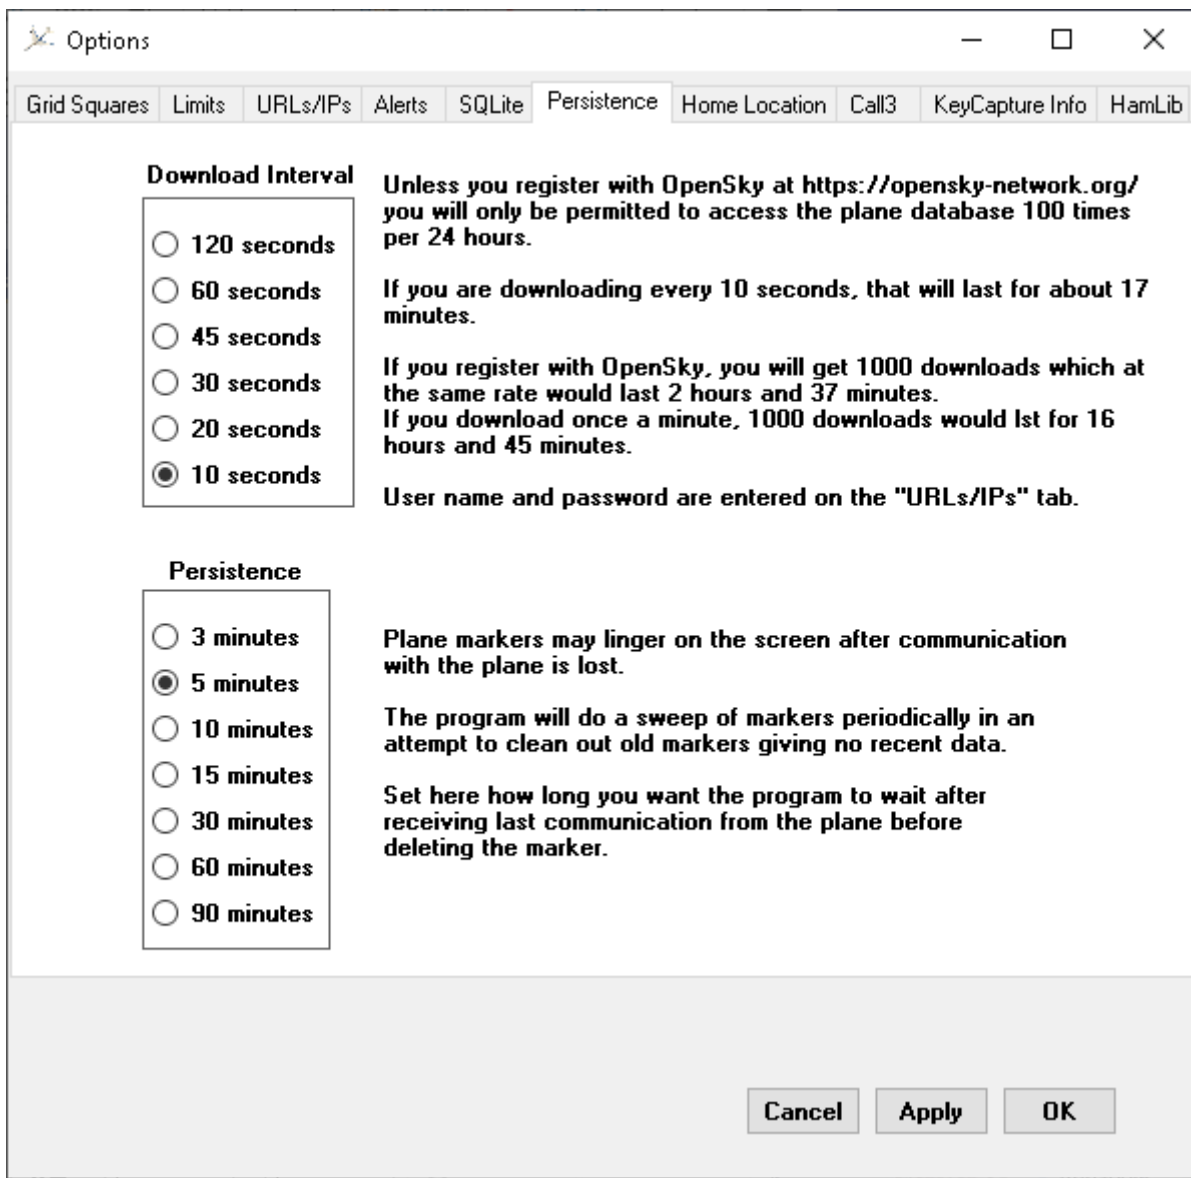 Options
Grid Squares Limits URLs/IPs Alerts SQLite Persistence Home Location Call3 KeyCapture Info HamLib
Download Interval
120 seconds
60 seconds
45 seconds
30 seconds
20 seconds
10 seconds
Unless you register with OpenSky at https://opensky-network.org/
you will only be permitted to access the plane database 100 times
per 24 hours.
If you are downloading every 10 seconds, that will last for about 17
minutes.
If you register with OpenSky, you will get 1000 downloads which at
the same rate would last 2 hours and 37 minutes.
If you download once a minute, 1000 downloads would lst for 16
hours and 45 minutes.
User name and password are entered on the "URLs/IPs" tab.
Persistence
3 minutes
5 minutes
10 minutes
15 minutes
30 minutes
60 minutes
90 minutes
Plane markers may linger on the screen after communication
with the plane is lost.
The program will do a sweep of markers periodically in an
attempt to clean out old markers giving no recent data.
Set here how long you want the program to wait after
receiving last communication from the plane before
deleting the marker.
Cancel Apply OK